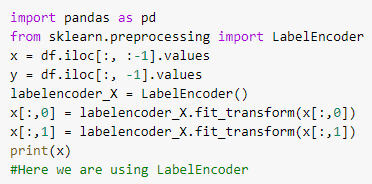 import pandas as pd
from sklearn.preprocessing import LabelEncoder
x = df.iloc[:, :-1].values
y = df.iloc[:, -1].values
labelencoder_X = LabelEncoder()
x[:,0] = labelencoder_X.fit_transform(x[:,0])
x[:,1] = labelencoder_X.fit_transform(x[:,1])
print(x)
#Here we are using LabelEncoder